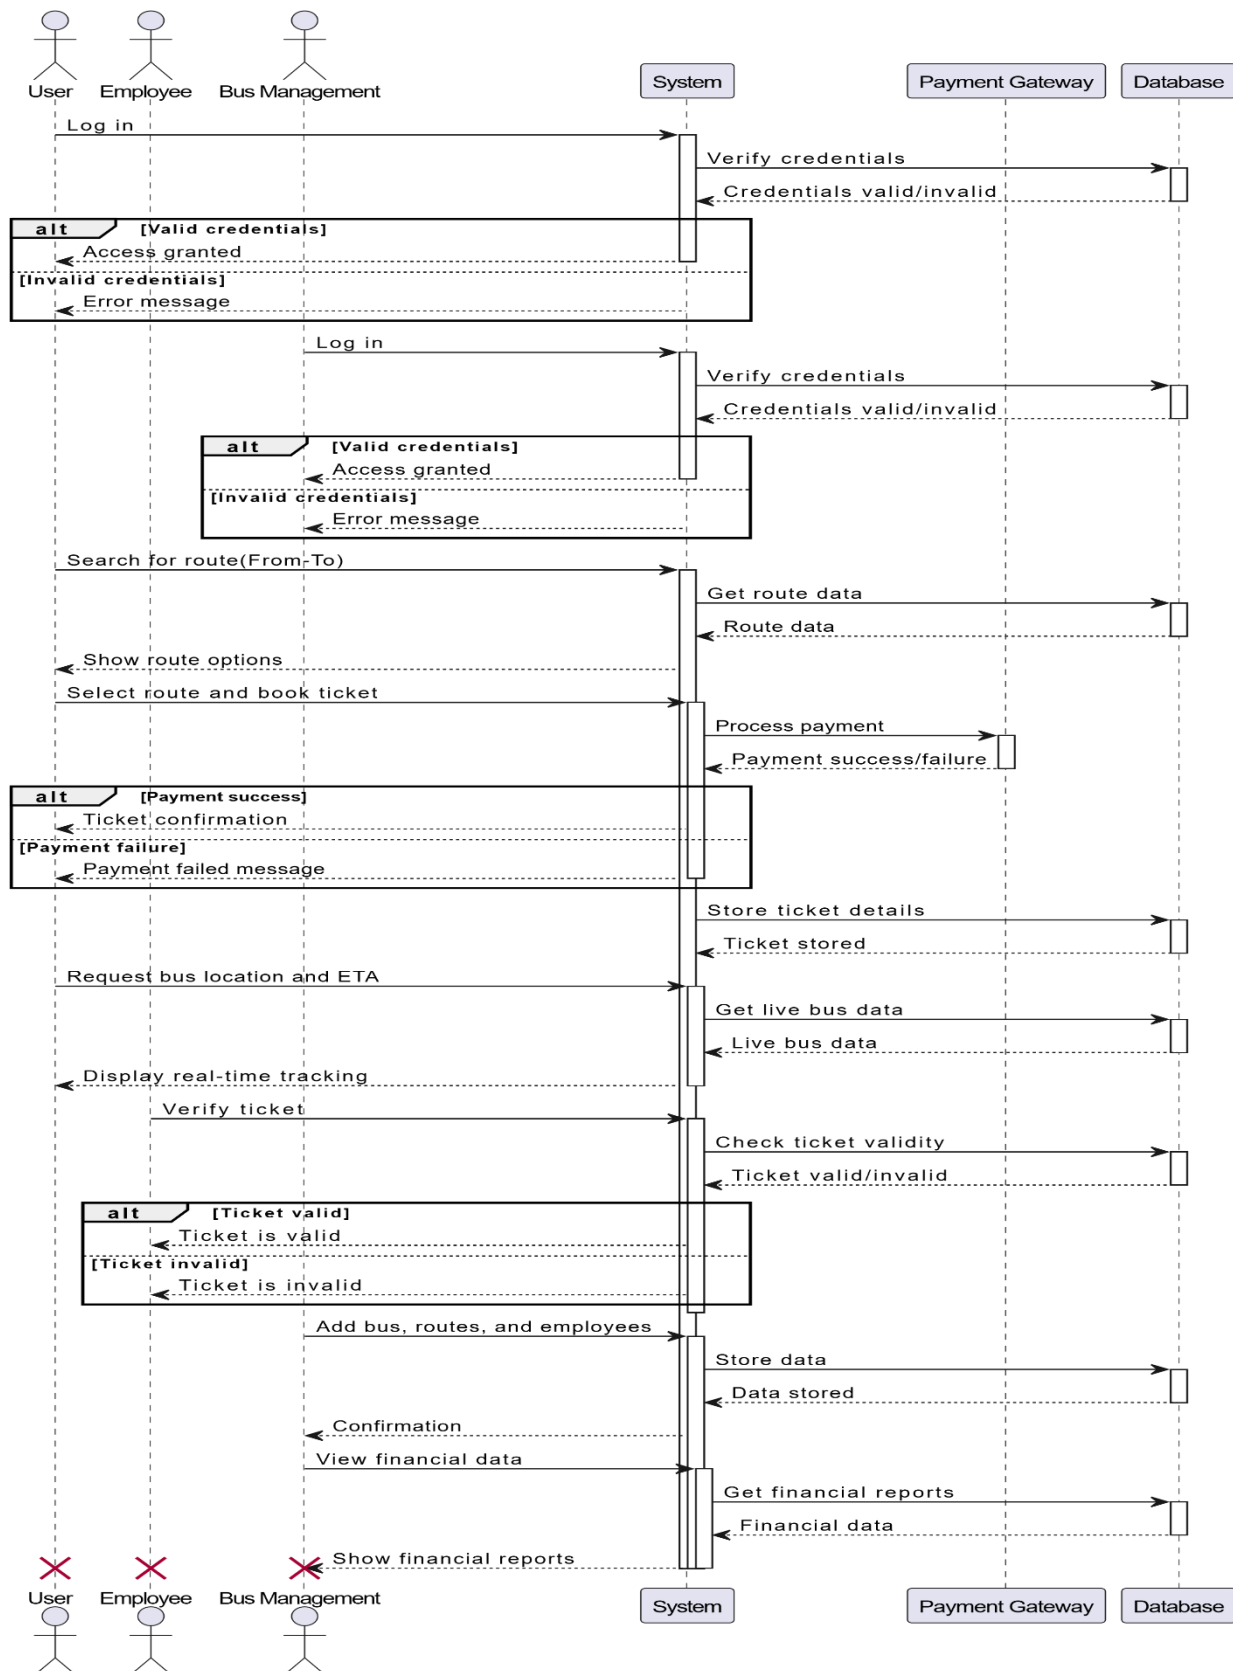 User Employee Bus Management System Payment Gateway Database
Log in
Verify credentials
Credentials valid/invalid
alt [Valid credentials]
Access granted
[Invalid credentials]
Error message
Log in
Verify credentials
Credentials valid/invalid
alt [Valid credentials]
Access granted
[Invalid credentials]
Error message
Search for route(From-To)
Get route data
Route data
Show route options
Select route and book ticket
Process payment
Payment success/failure
alt [Payment success]
Ticket confirmation
[Payment failure]
Payment failed message
Store ticket details
Ticket stored
Request bus location and ETA
Get live bus data
Live bus data
Display real-time tracking
Verify ticket
Check ticket validity
Ticket valid/invalid
alt [Ticket valid]
Ticket is valid
[Ticket invalid]
Ticket is invalid
Add bus, routes, and employees
Store data
Data stored
Confirmation
View financial data
Get financial reports
Financial data
Show financial reports
User Employee Bus Management System Payment Gateway Database